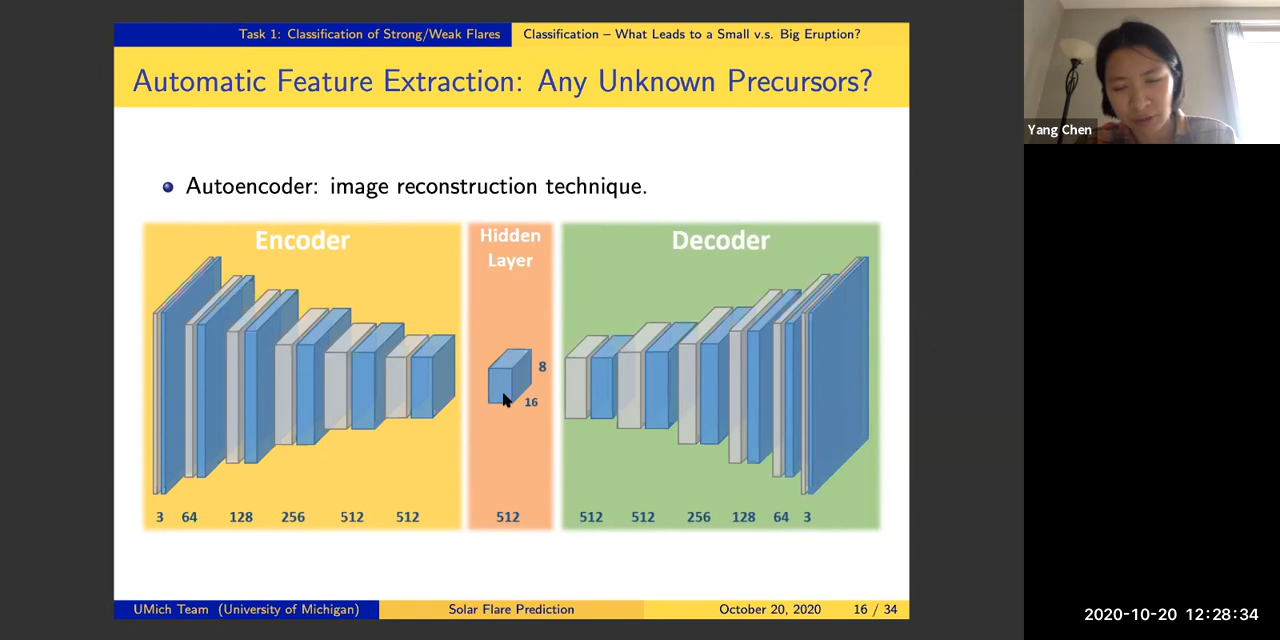 Task 1: Classification of Strong/Weak Flares
Classification – What Leads to a Small v.s. Big Eruption?
Automatic Feature Extraction: Any Unknown Precursors?
Autoencoder: image reconstruction technique.
Encoder
Hidden
Layer
Decoder
8
16
3 64 128 256 512 512
512
512 512 256 128 64 3
UMich Team (University of Michigan)
Solar Flare Prediction
October 20, 2020
16 / 34
Yang Chen
2020-10-20 12:28:34